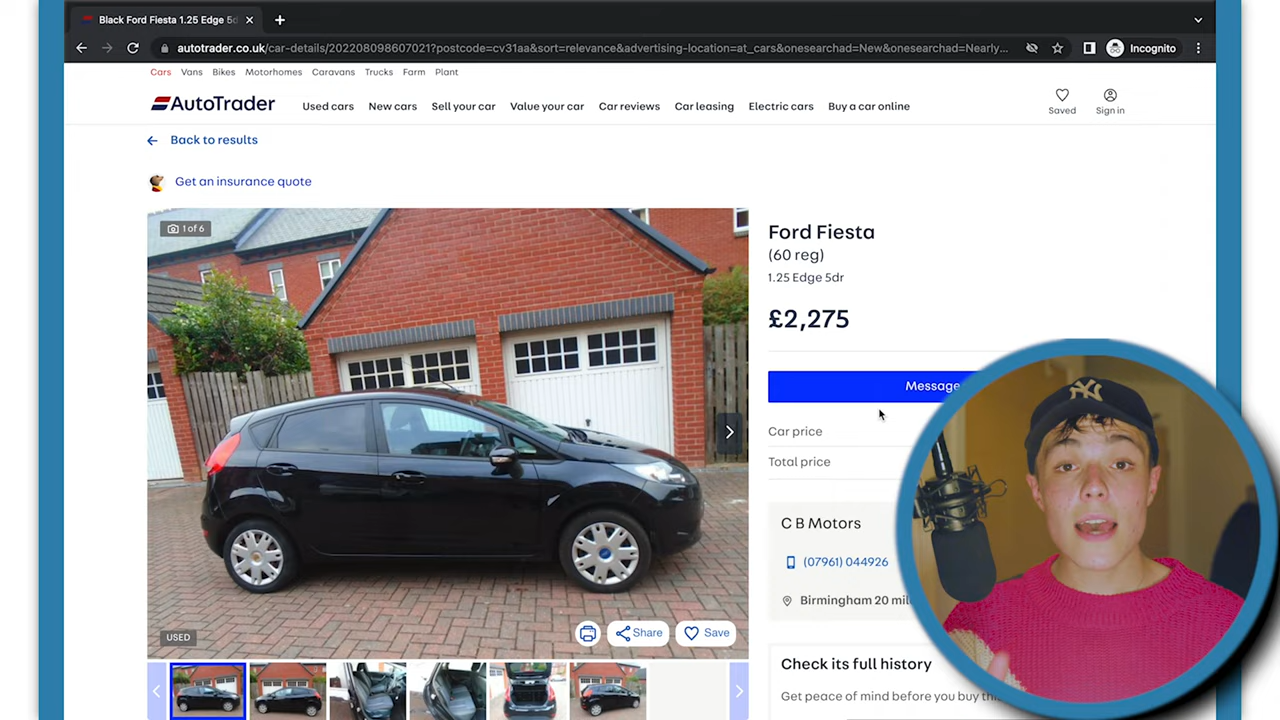 Black Ford Fiesta 1.25 Edge 5d
autotrader.co.uk/car-details/202208098607021?postcode=cv31aa&sort=relevance&advertising-location=at_cars&onesearchad=New&onesearchad=Nearly...
Incognito
Cars Vans Bikes Motorhomes Caravans Trucks Farm Plant
AutoTrader
Used cars New cars Sell your car Value your car Car reviews Car leasing Electric cars Buy a car online
Saved Sign in
Back to results
Get an insurance quote
1 of 6
Ford Fiesta
(60 reg)
1.25 Edge 5dr
£2,275
Message
Car price
Total price
C B Motors
(07961) 044926
Birmingham 20
USED
Share
Save
Check its full history
Get peace of mind before you buy
NY